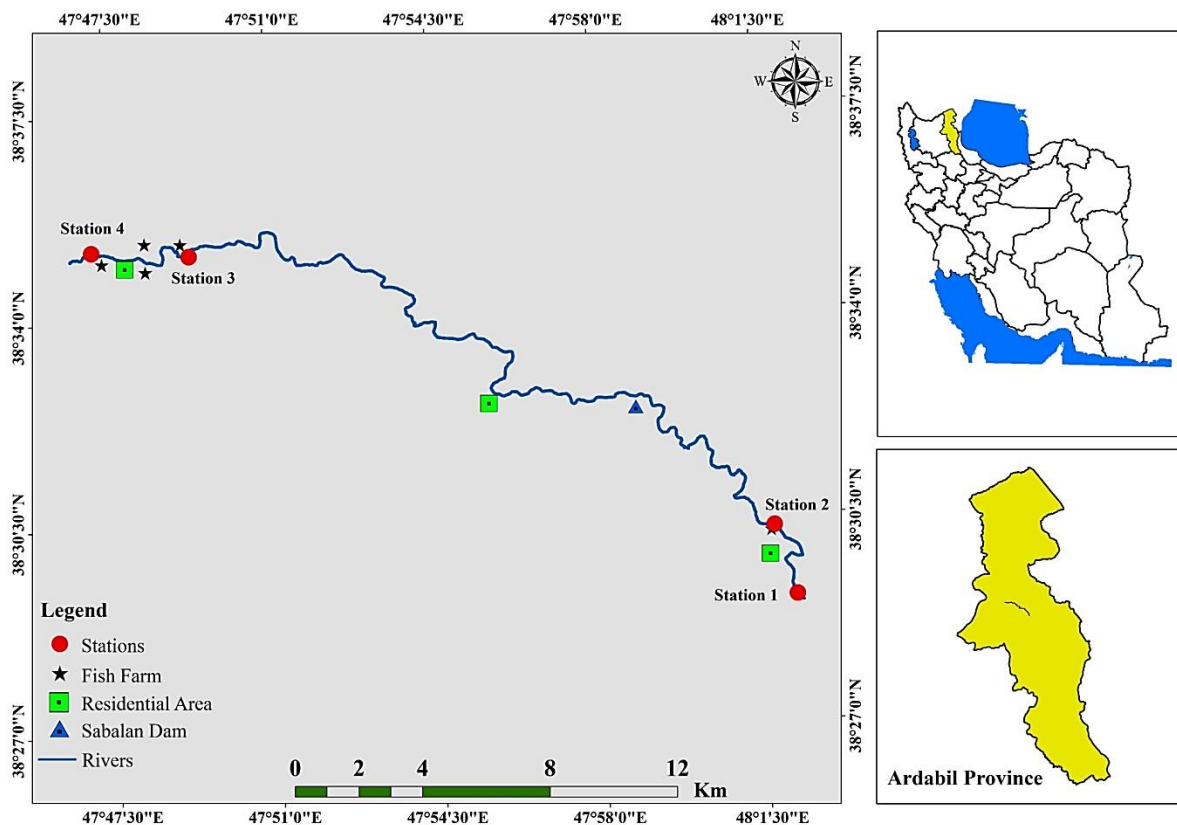 47°47'30"E 47°51'0"E 47°54'30"E 47°58'0"E 48°1'30"E
N
W E
S
38°37'30"N
38°34'0"N
38°30'30"N
38°27'0"N
38°37'30"N
38°34'0"N
38°30'30"N
38°27'0"N
Station 4
Station 3
Station 2
Station 1
Legend
Stations
Fish Farm
Residential Area
Sabalan Dam
Rivers
0 2 4 8 12
Km
47°47'30"E 47°51'0"E 47°54'30"E 47°58'0"E 48°1'30"E
Ardabil Province